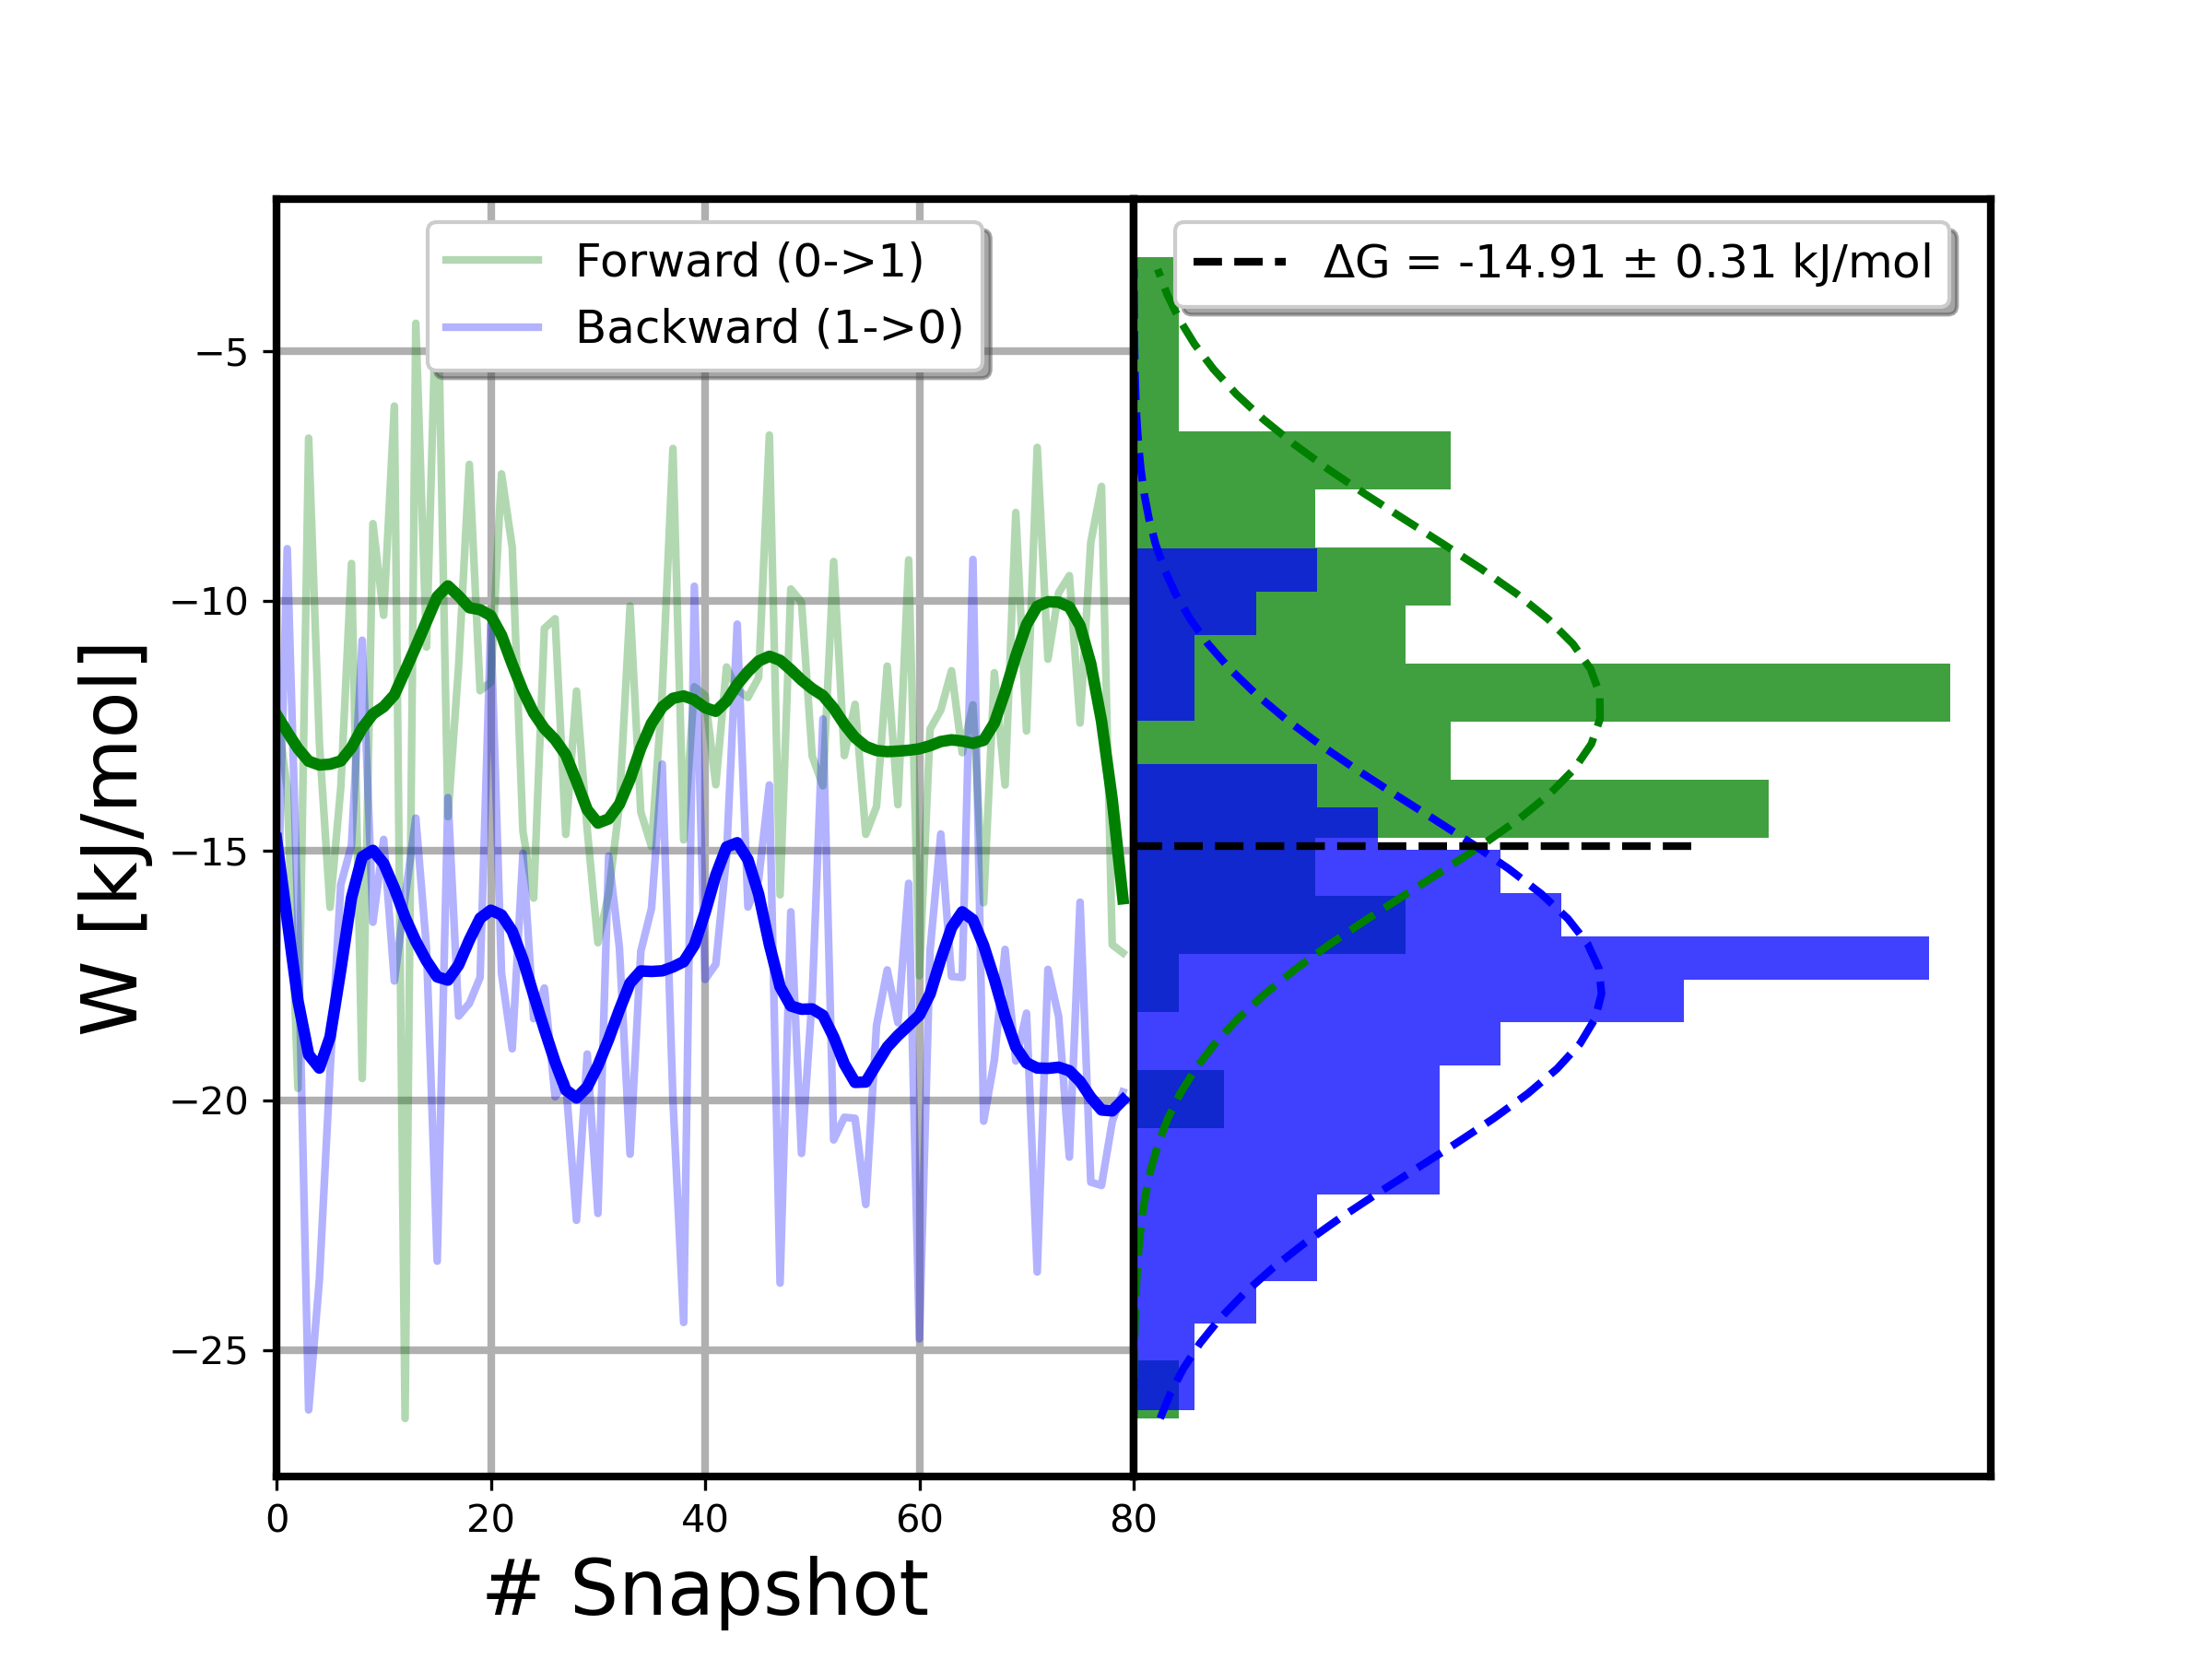 Forward (0->1)
Backward (1->0)
ΔG = -14.91 ± 0.31 kJ/mol
W [kJ/mol]
−5
−10
−15
−20
−25
0
20
40
60
80
# Snapshot